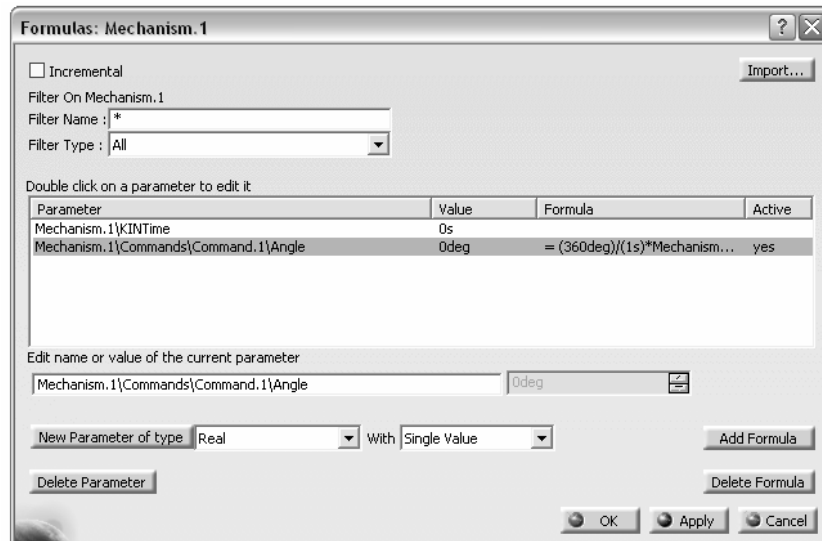 Formulas: Mechanism.1
Incremental
Import...
Filter On Mechanism.1
Filter Name : *
Filter Type : All
Double click on a parameter to edit it
Parameter Value Formula Active
Mechanism.1\KINTime 0s
Mechanism.1\Commands\Command.1\Angle 0deg = (360deg)/(1s)*Mechanism... yes
Edit name or value of the current parameter
Mechanism.1\Commands\Command.1\Angle 0deg
New Parameter of type Real With Single Value Add Formula
Delete Parameter Delete Formula
OK Apply Cancel